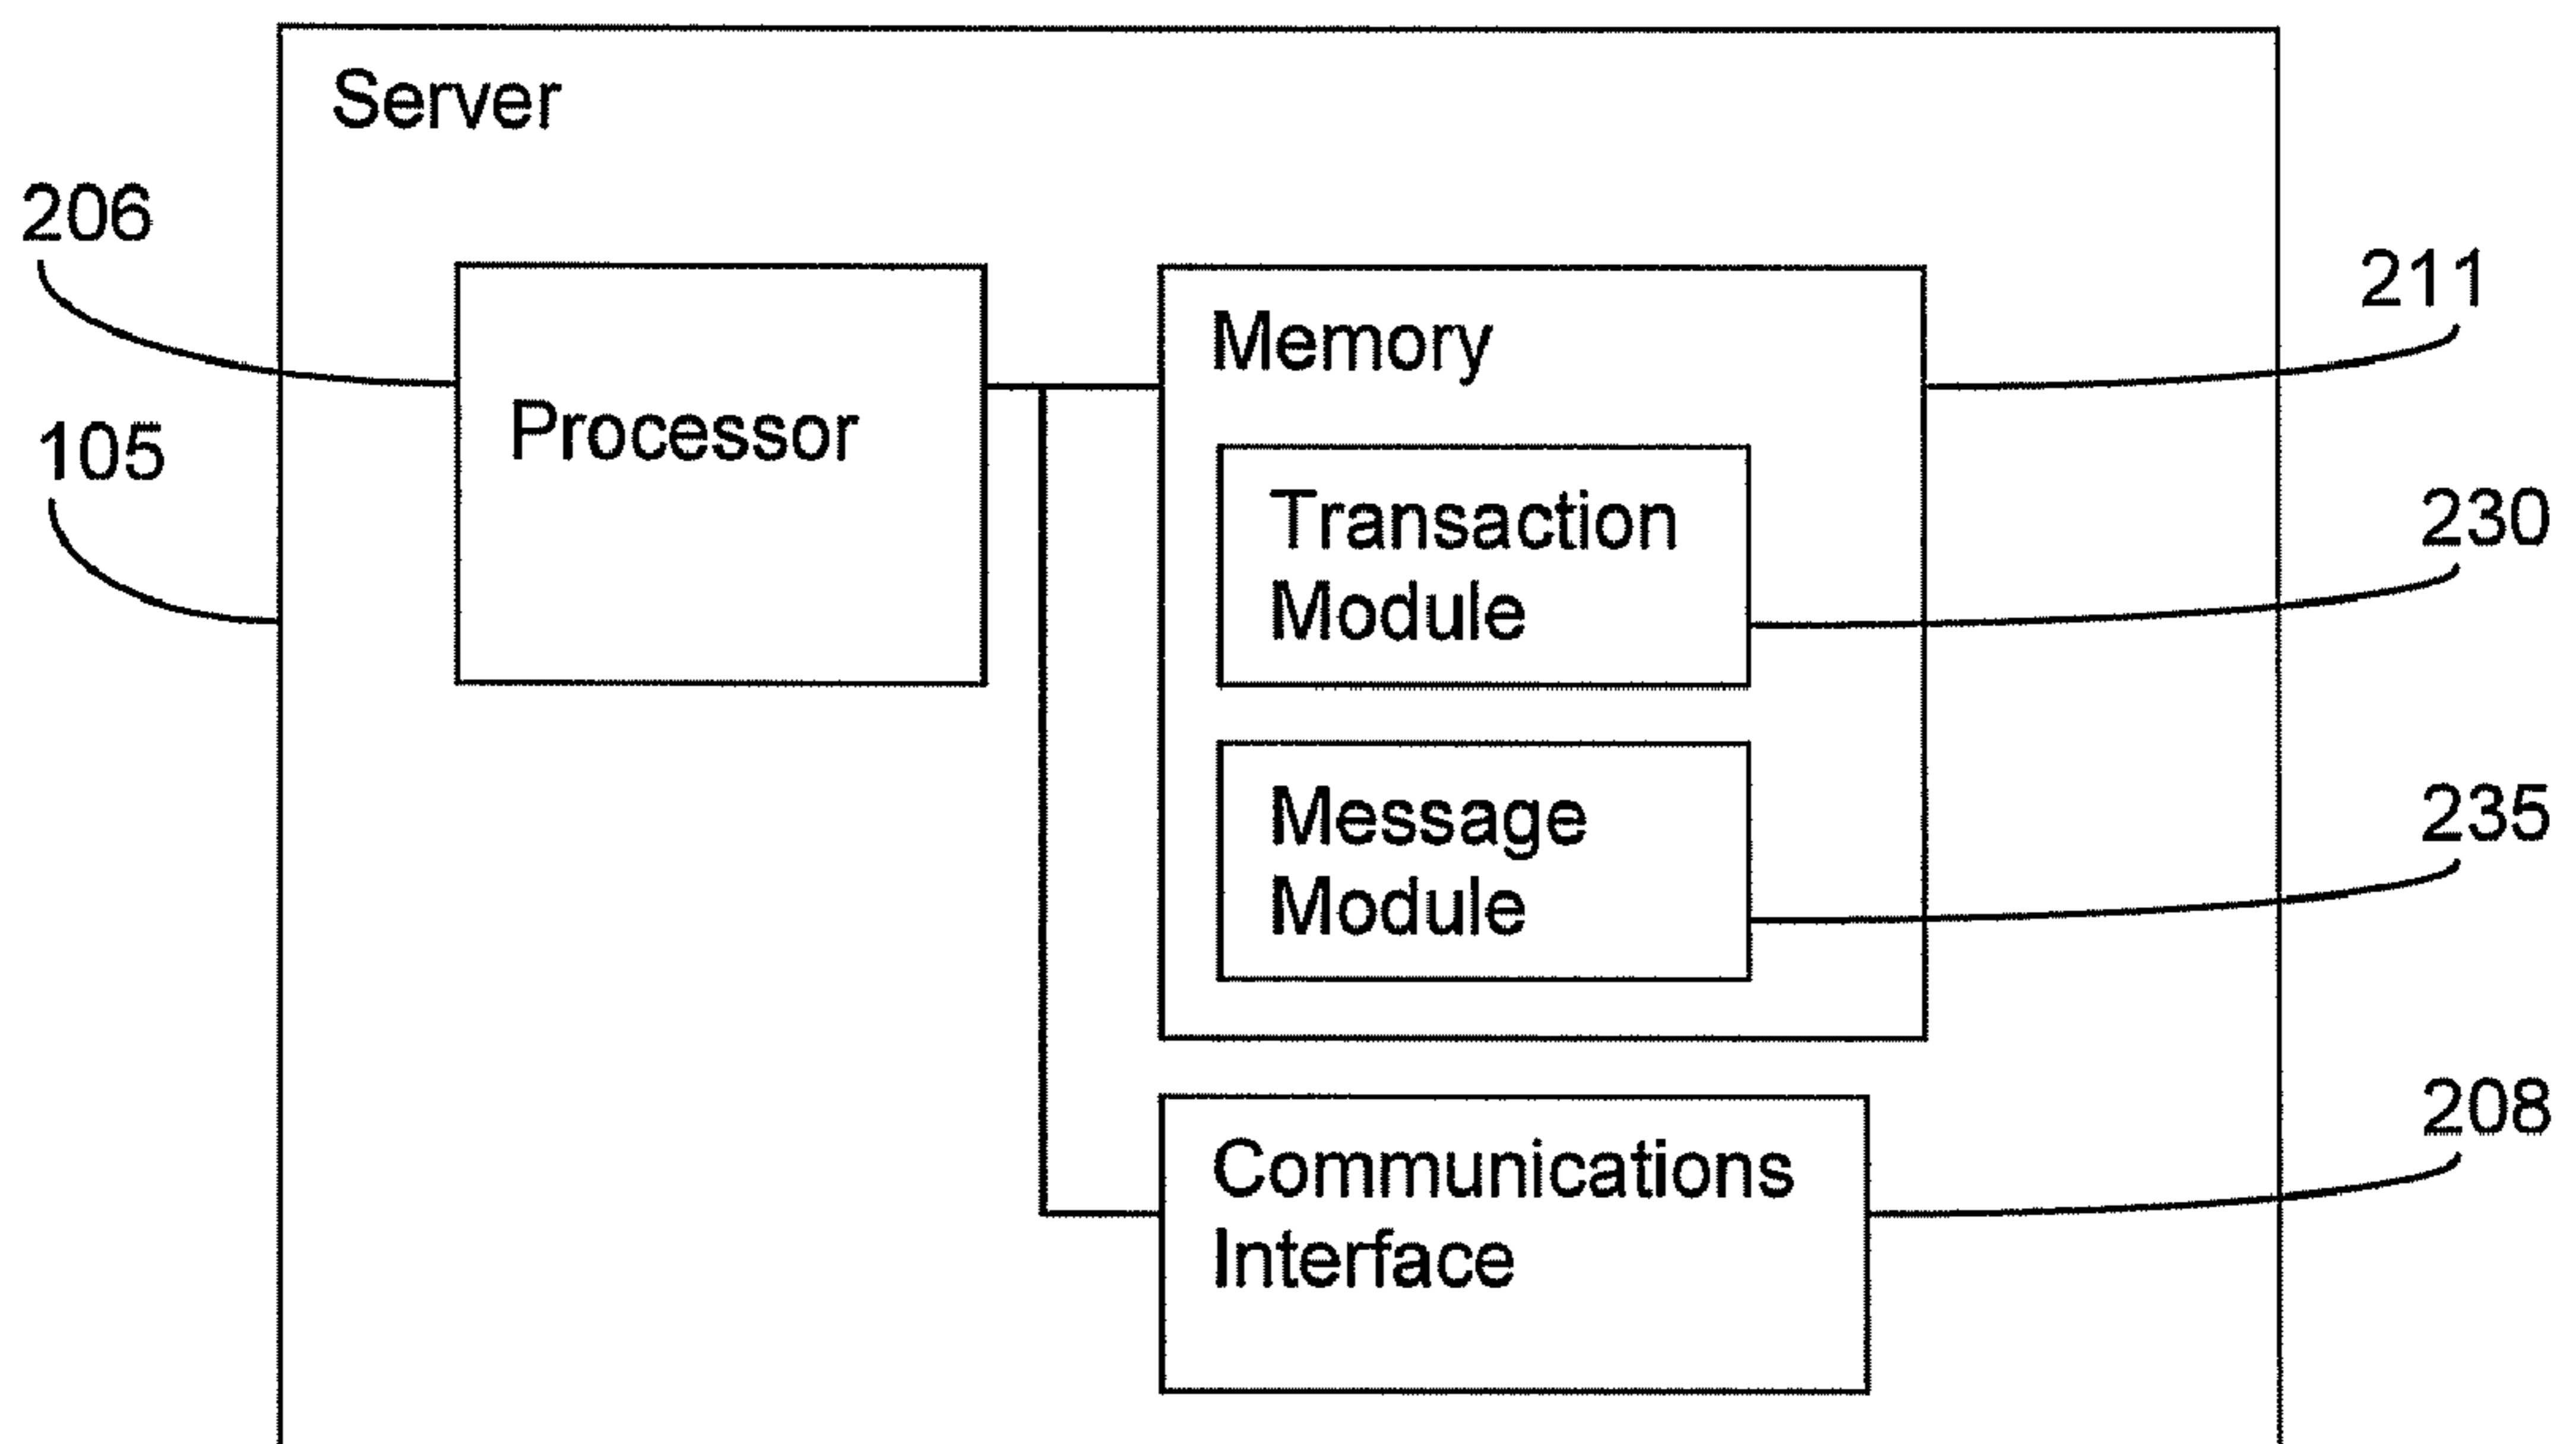 Server
206
211
Memory
Processor
105
Transaction
Module
230
Message
Module
235
208
Communications
Interface